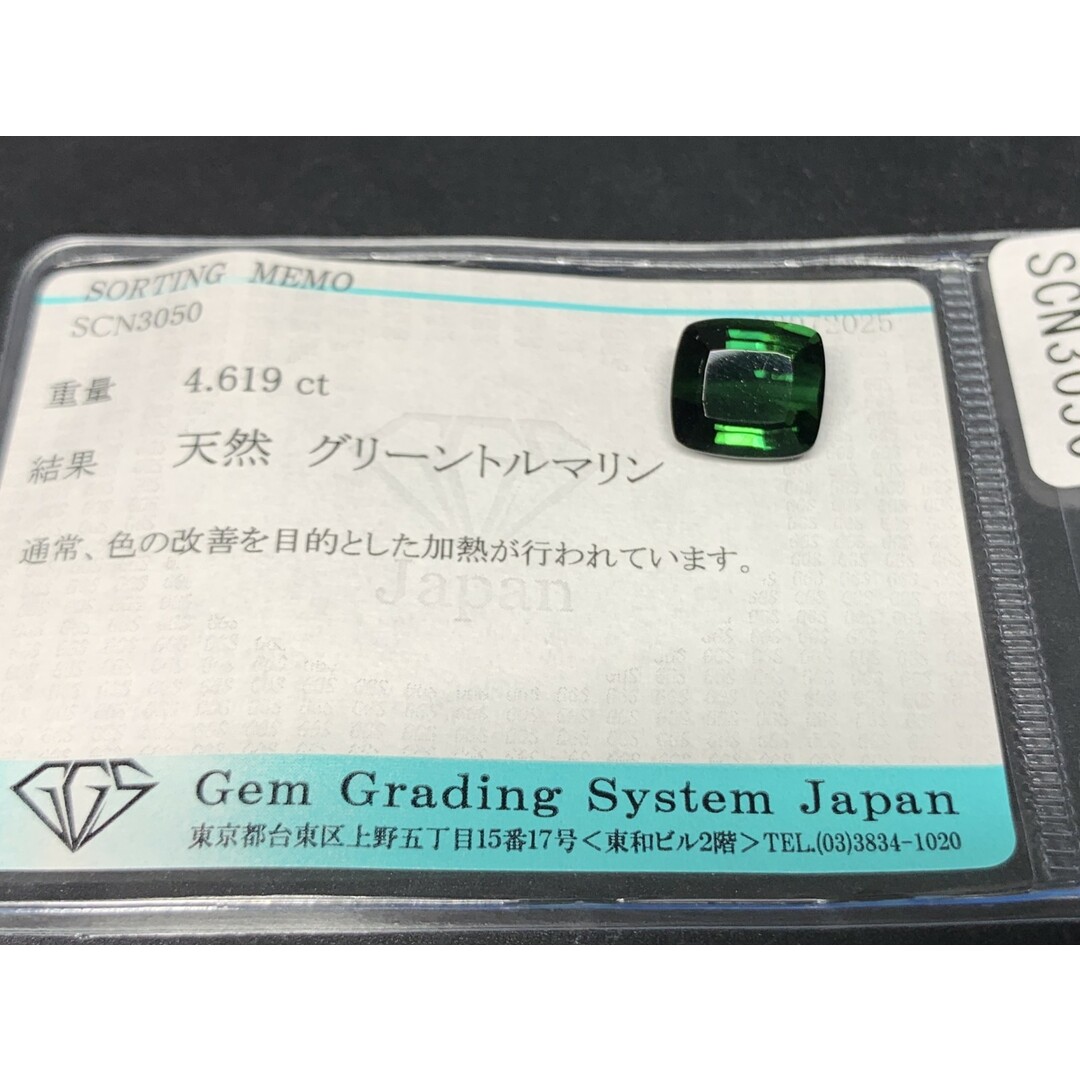 SORTING MEMO
SCN3050
2025
重量 4.619 ct
結果 天然 グリーントルマリン
通常、色の改善を目的とした加熱が行われています。
Japan
GGS Gem Grading System Japan
東京都台東区上野五丁目15番17号＜東和ビル2階＞TEL.(03)3834-1020
SCN3050